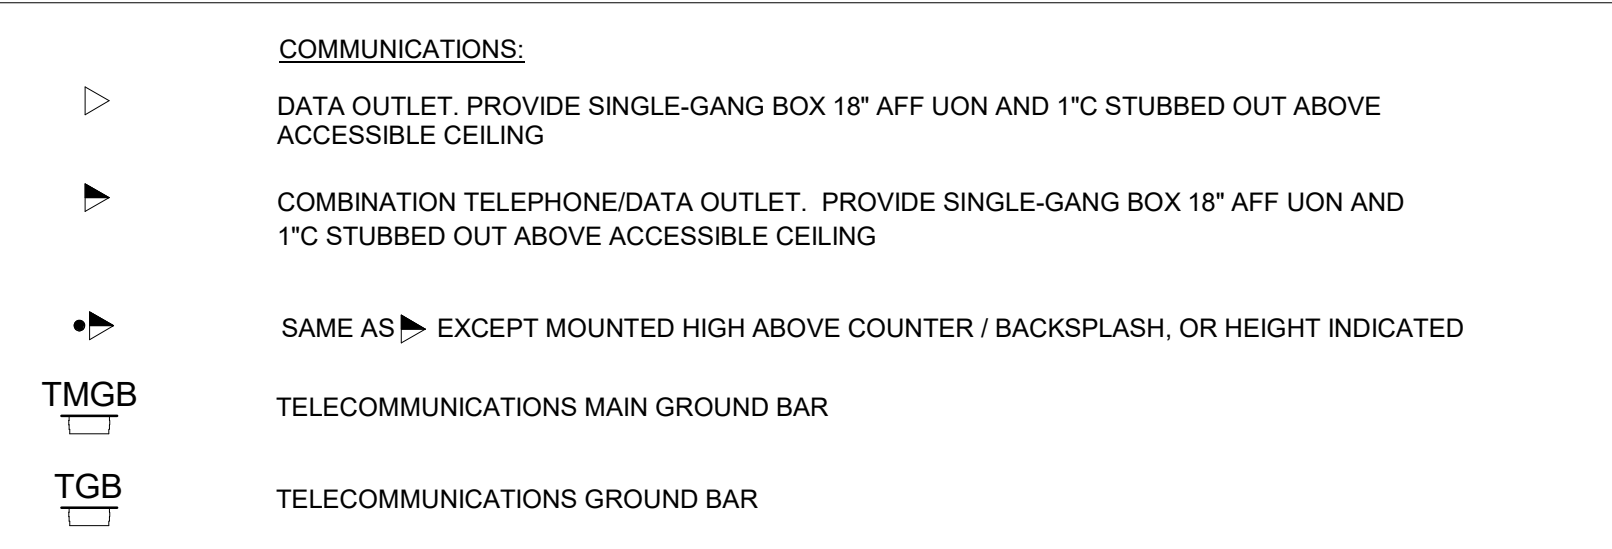 COMMUNICATIONS:
DATA OUTLET. PROVIDE SINGLE-GANG BOX 18" AFF UON AND 1"C STUBBED OUT ABOVE
ACCESSIBLE CEILING
COMBINATION TELEPHONE/DATA OUTLET.  PROVIDE SINGLE-GANG BOX 18" AFF UON AND
1"C STUBBED OUT ABOVE ACCESSIBLE CEILING
SAME AS EXCEPT MOUNTED HIGH ABOVE COUNTER / BACKSPLASH, OR HEIGHT INDICATED
TMGB
TELECOMMUNICATIONS MAIN GROUND BAR
TGB
TELECOMMUNICATIONS GROUND BAR